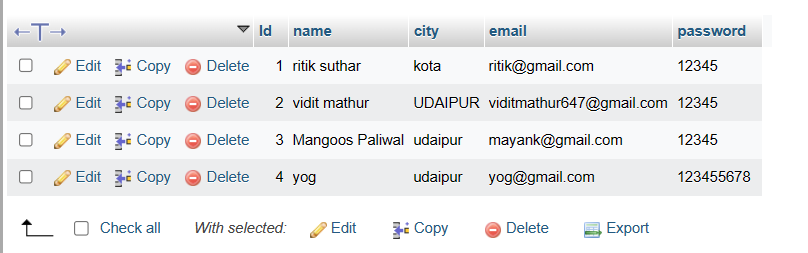 Id name city email password
Edit Copy Delete 1 ritik suthar kota ritik@gmail.com 12345
Edit Copy Delete 2 vidit mathur UDAIPUR viditmathur647@gmail.com 12345
Edit Copy Delete 3 Mangoos Paliwal udaipur mayank@gmail.com 12345
Edit Copy Delete 4 yog udaipur yog@gmail.com 123455678
Check all With selected: Edit Copy Delete Export